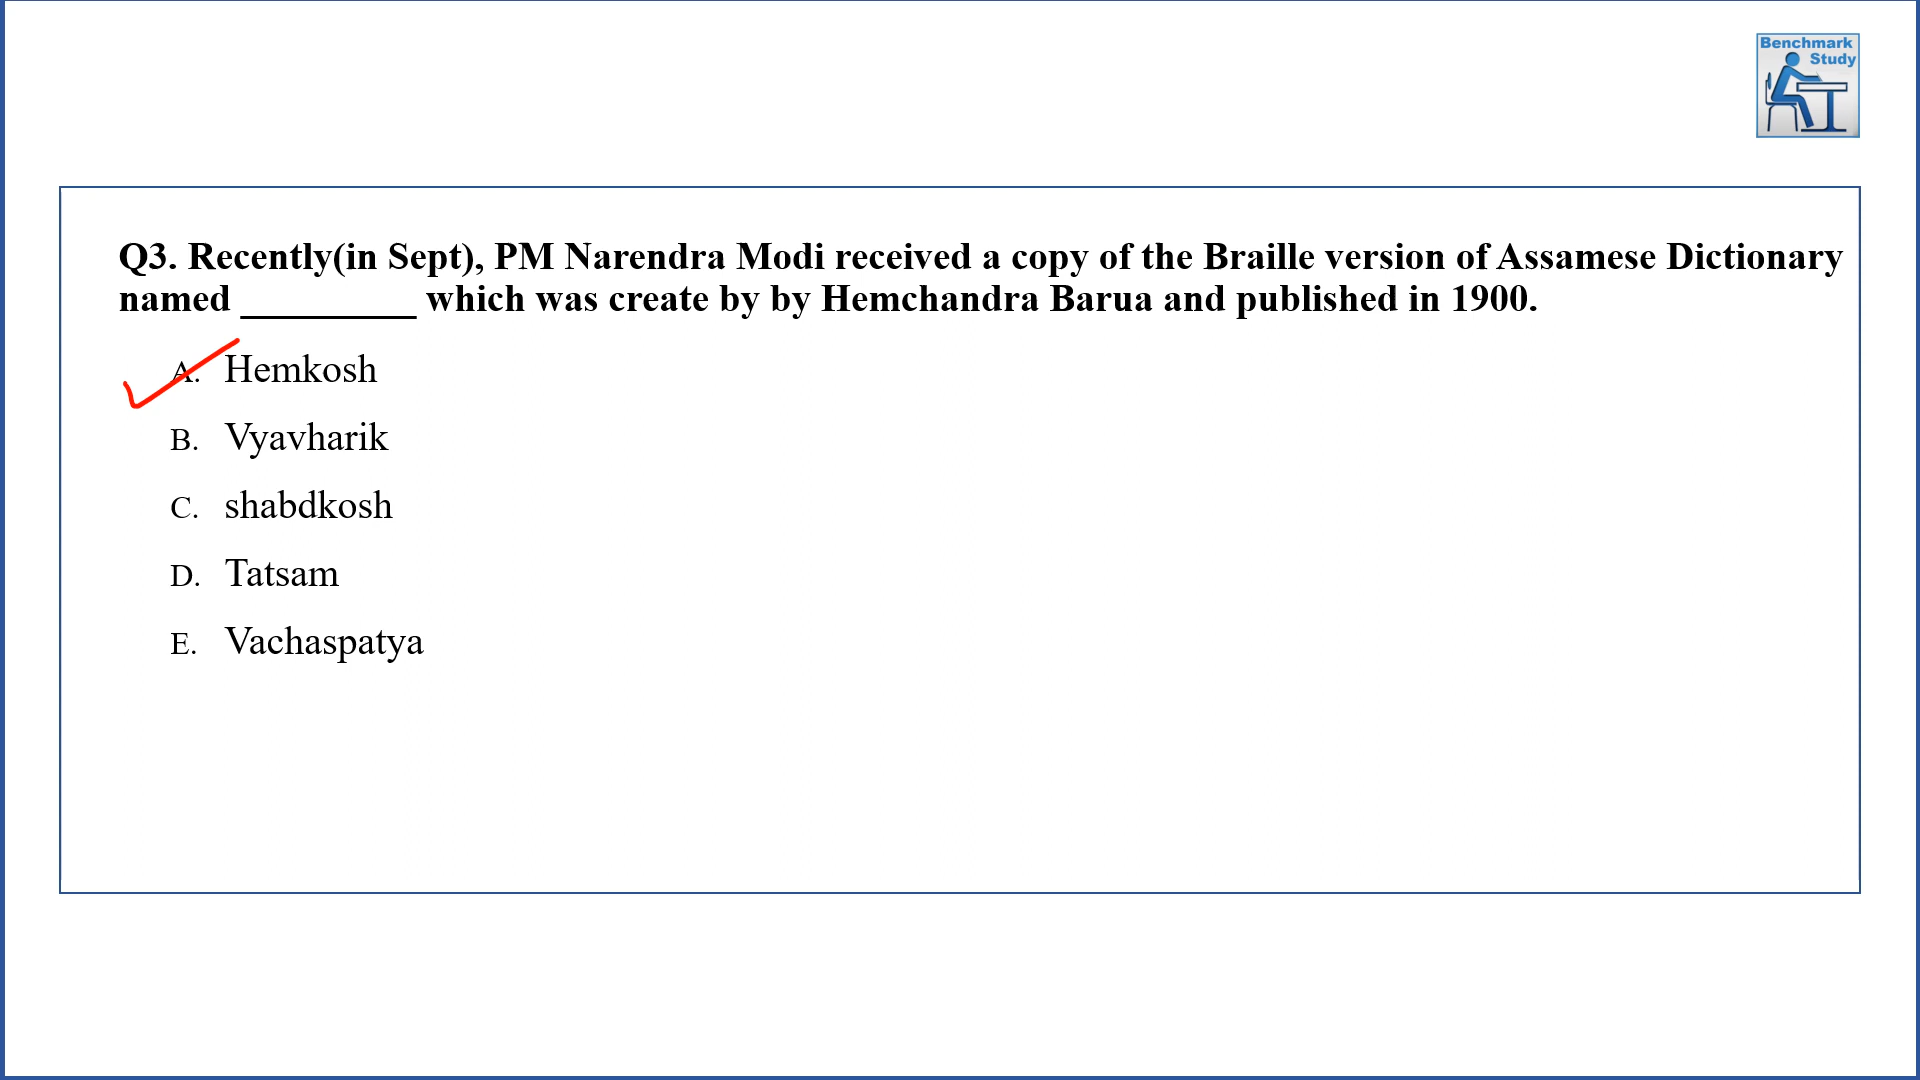 Benchmark
Study
Q3. Recently(in Sept), PM Narendra Modi received a copy of the Braille version of Assamese Dictionary
named _________ which was create by by Hemchandra Barua and published in 1900.
A. Hemkosh
B. Vyavharik
C. shabdkosh
D. Tatsam
E. Vachaspatya